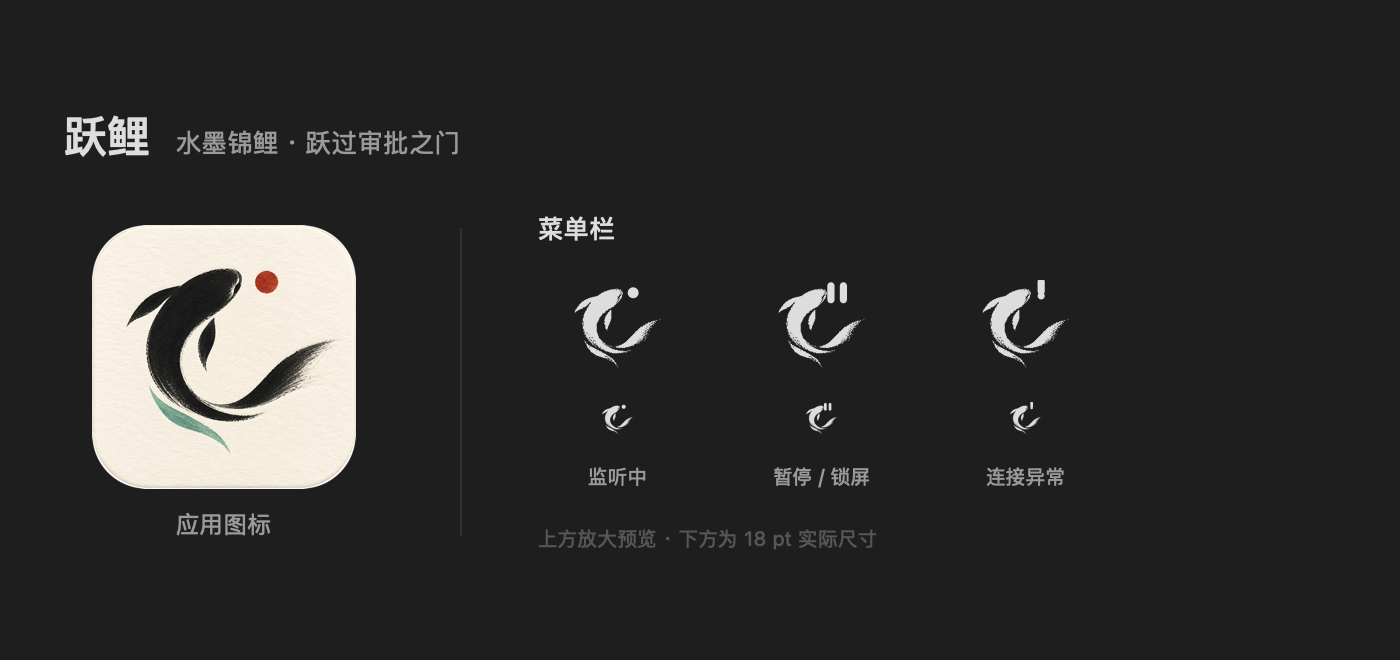 跃鲤 水墨锦鲤 · 跃过审批之门
菜单栏
监听中
暂停 / 锁屏
连接异常
应用图标
上方放大预览 · 下方为 18 pt 实际尺寸